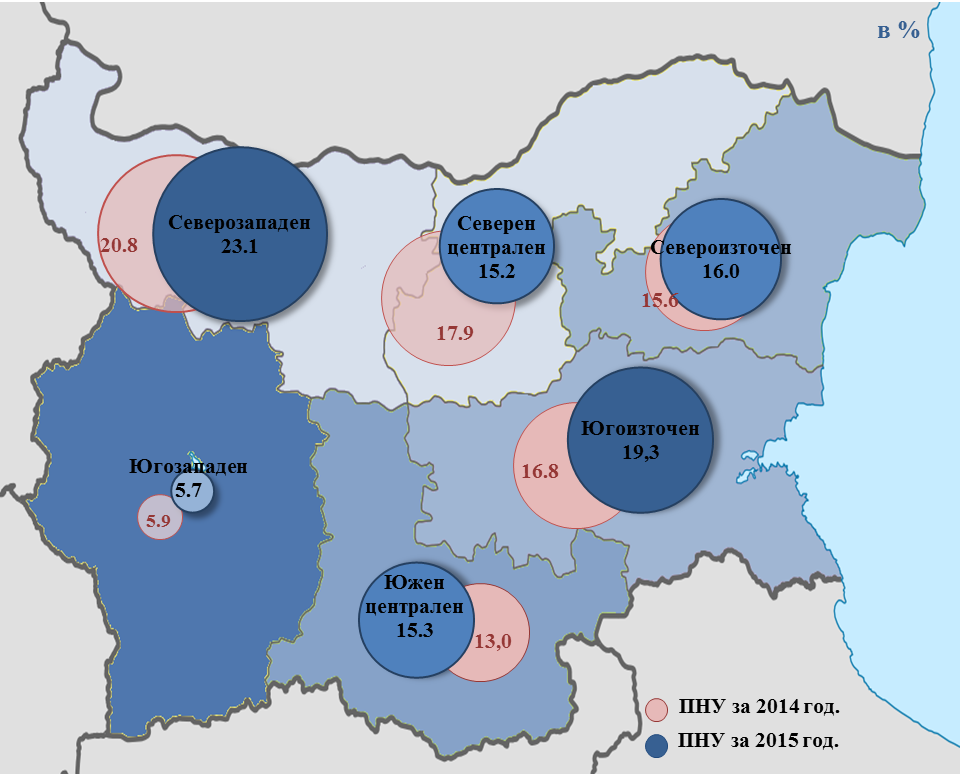 в %
Северозападен
23.1
20.8
Северен
централен
15.2
17.9
Североизточен
16.0
15.6
Югоизточен
19,3
16.8
Югозападен
5.7
5.9
Южен
централен
15.3
13,0
ПНУ за 2014 год.
ПНУ за 2015 год.